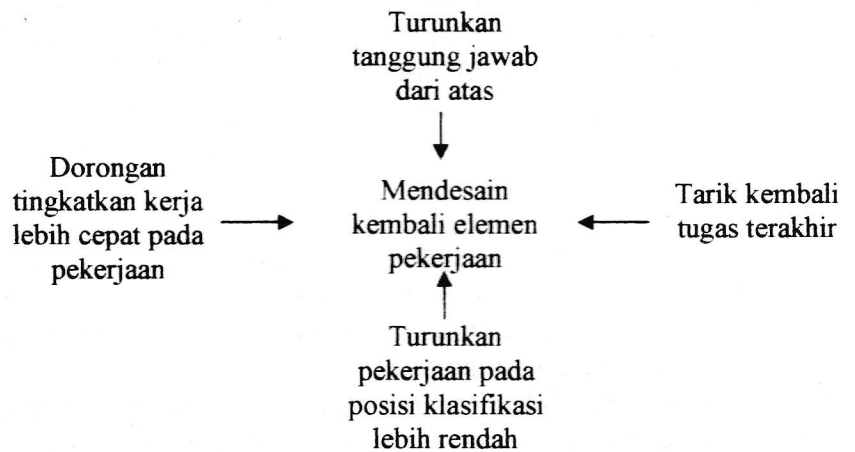 Turunkan
tanggung jawab
dari atas
Dorongan
tingkatkan kerja
lebih cepat pada
pekerjaan
Mendesain
kembali elemen
pekerjaan
Tarik kembali
tugas terakhir
Turunkan
pekerjaan pada
posisi klasifikasi
lebih rendah